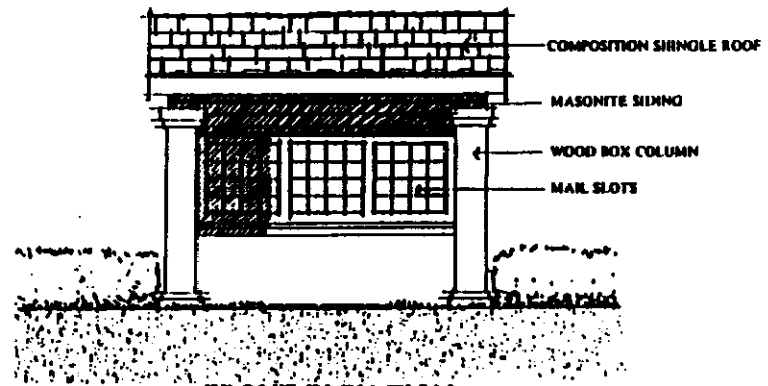 COMPOSITION SHINGLE ROOF
MASONITE SIDING
WOOD BOX COLUMN
MAIL SLOTS